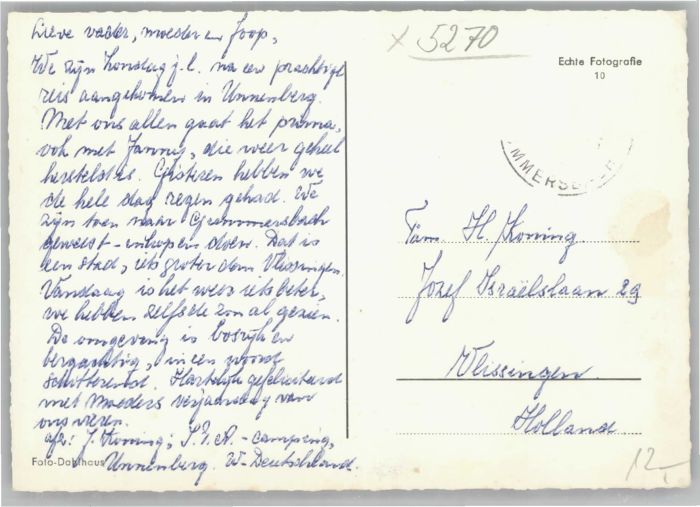 Lieve vader, moeder en Joop,
We zijn Zondag j.l. na een prachtige
reis aangekomen in Unnenberg.
Met ons allen gaat het prima,
ook met Janny, die weer geheel
hersteld is. Gisteren hebben we
de hele dag regen gehad. We
zijn toen naar Gummersbach
geweest - inkopen doen. Dat is
een stad, iets groter dan Vlissingen.
Vandaag is het weer iets beter,
we hebben zelfs de zon al gezien.
De omgeving is bosrijk en
bergachtig, in een woord
schitterend. Hartelijk gefeliciteerd
met Moeders verjaardag van
ons vieren.
afz: J. Koning, -camping,
Unnenberg. W-Deutschland.
Foto-Dahlhaus
x 5270
Echte Fotografie
10
MMERSBACH
Fam. H. Koning
Jozef Israëlslaan 29
Vlissingen.
Holland
12,-